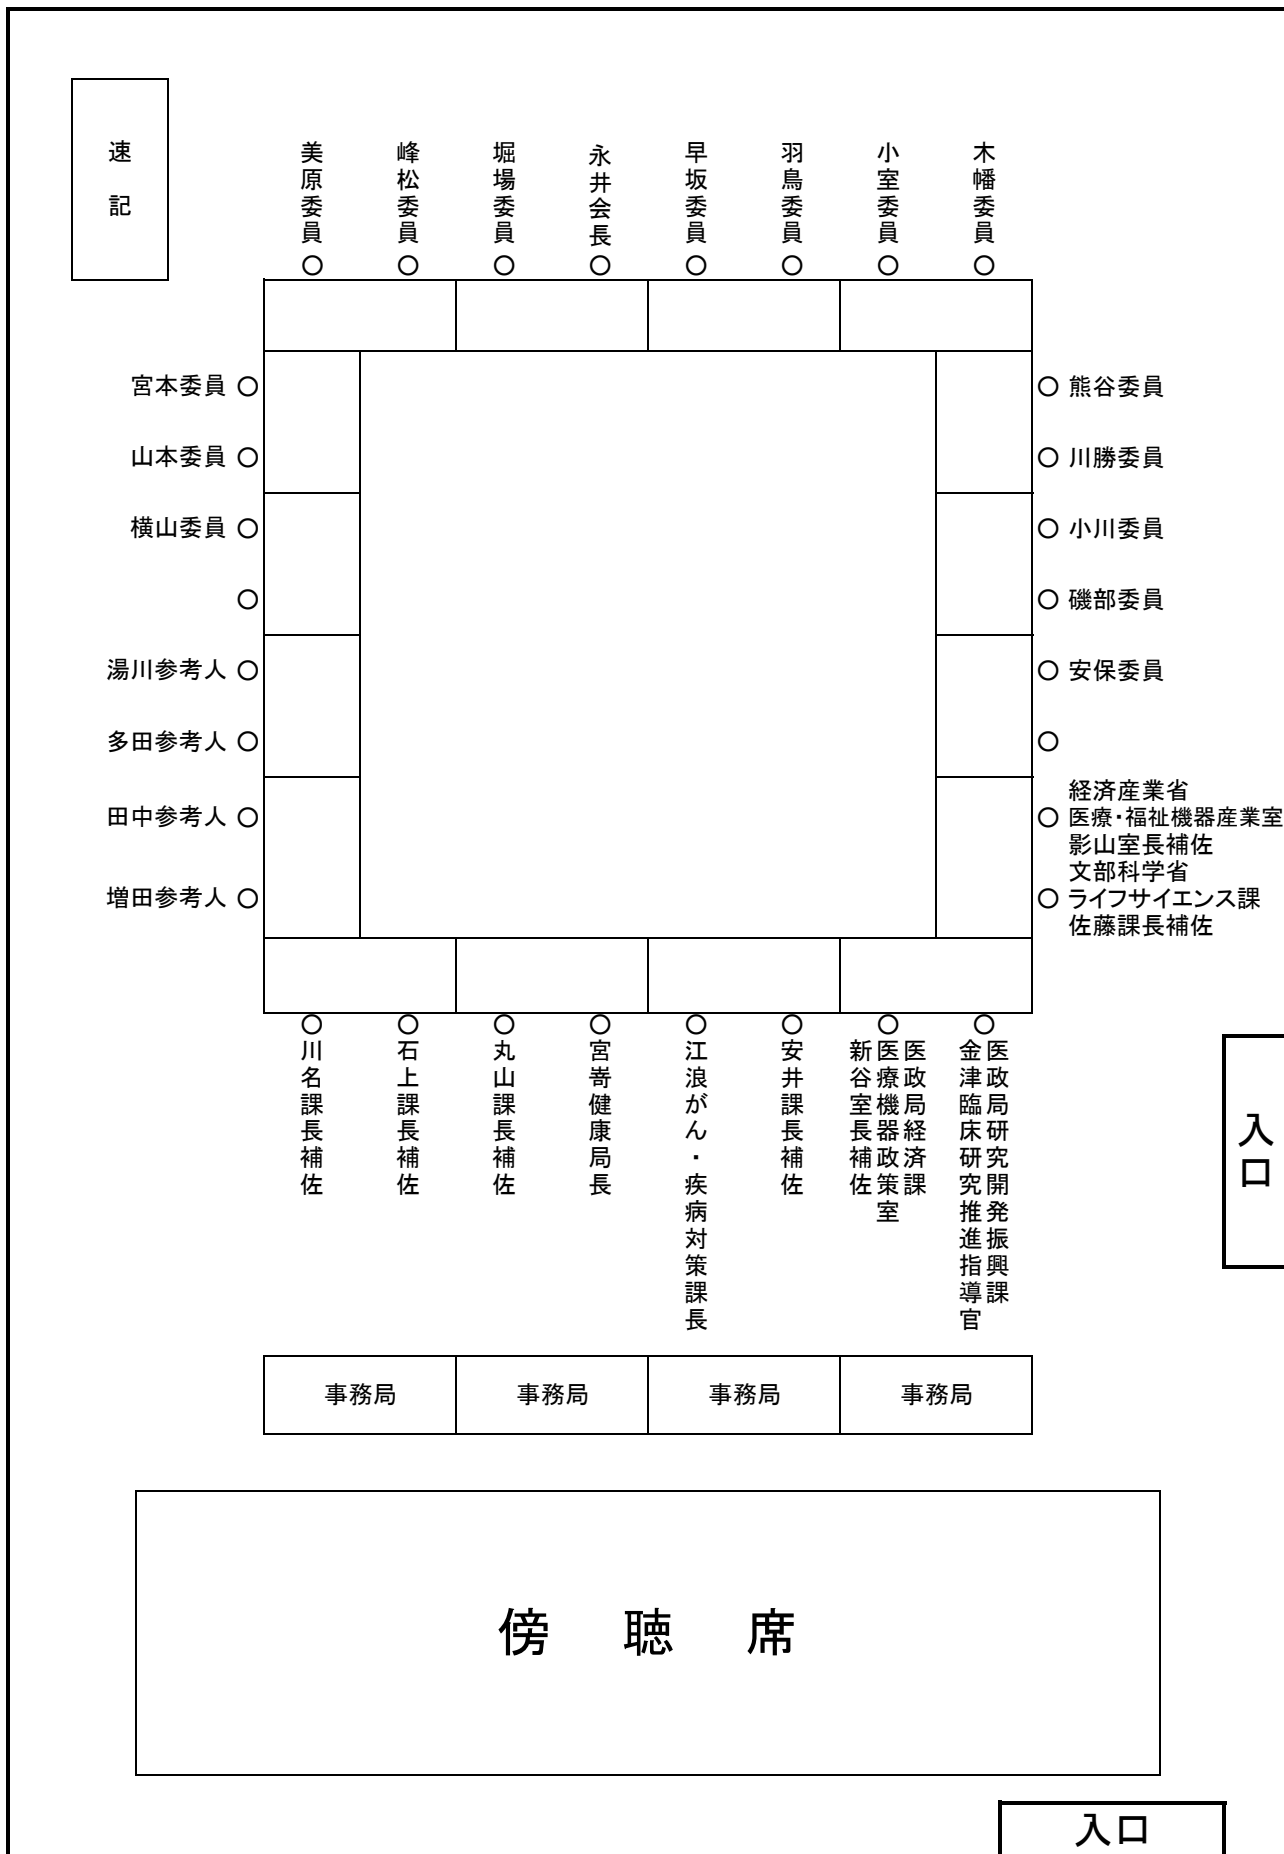 速記
美原委員
峰松委員
堀場委員
永井会長
早坂委員
羽鳥委員
小室委員
木幡委員
宮本委員
山本委員
横山委員
湯川参考人
多田参考人
田中参考人
増田参考人
熊谷委員
川勝委員
小川委員
磯部委員
安保委員
経済産業省
医療・福祉機器産業室
影山室長補佐
文部科学省
ライフサイエンス課
佐藤課長補佐
川名課長補佐
石上課長補佐
丸山課長補佐
宮嵜健康局長
江浪がん・疾病対策課長
安井課長補佐
医政局経済課
医療機器政策室
新谷室長補佐
医政局研究開発振興課
金津臨床研究推進指導官
入口
事務局
事務局
事務局
事務局
傍聴席
入口